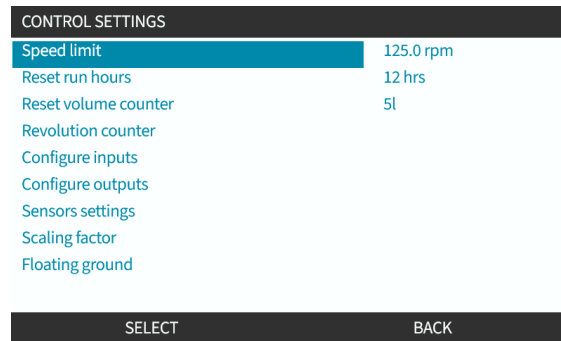 CONTROL SETTINGS
Speed limit 125.0 rpm
Reset run hours 12 hrs
Reset volume counter 5l
Revolution counter
Configure inputs
Configure outputs
Sensors settings
Scaling factor
Floating ground
SELECT BACK